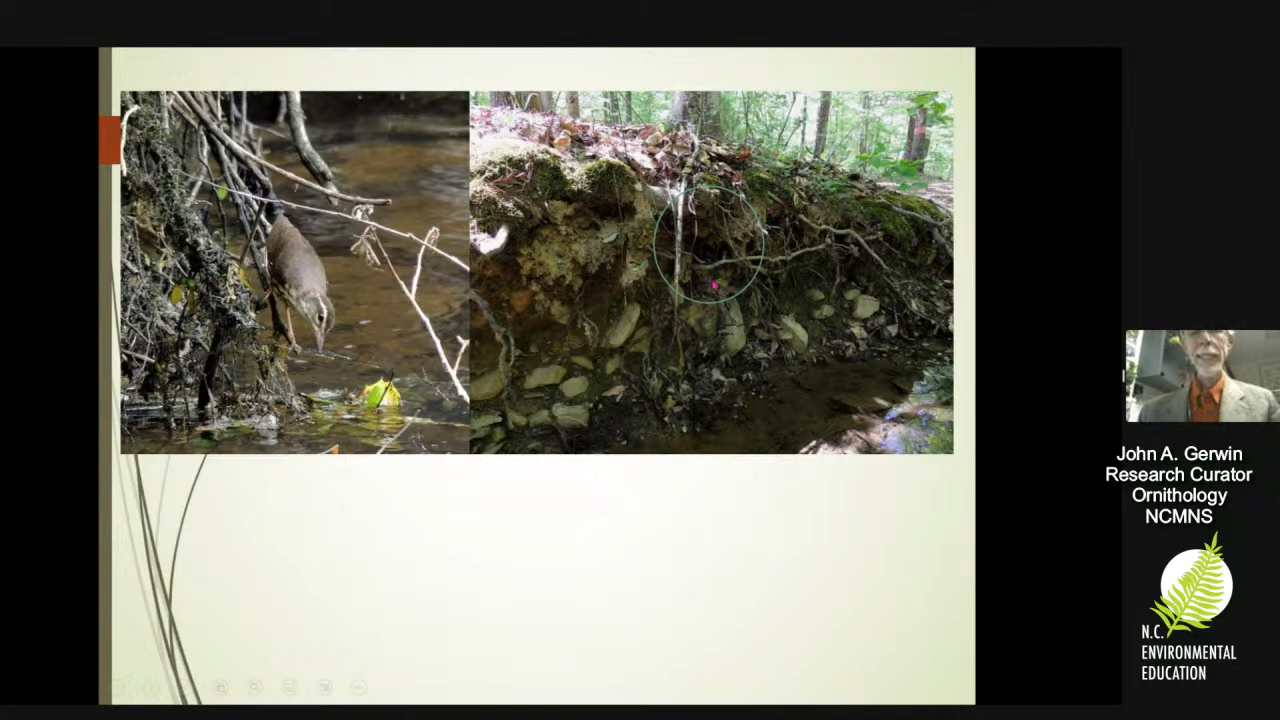 John A. Gerwin
Research Curator
Ornithology
NCMNS
N.C.
ENVIRONMENTAL
EDUCATION